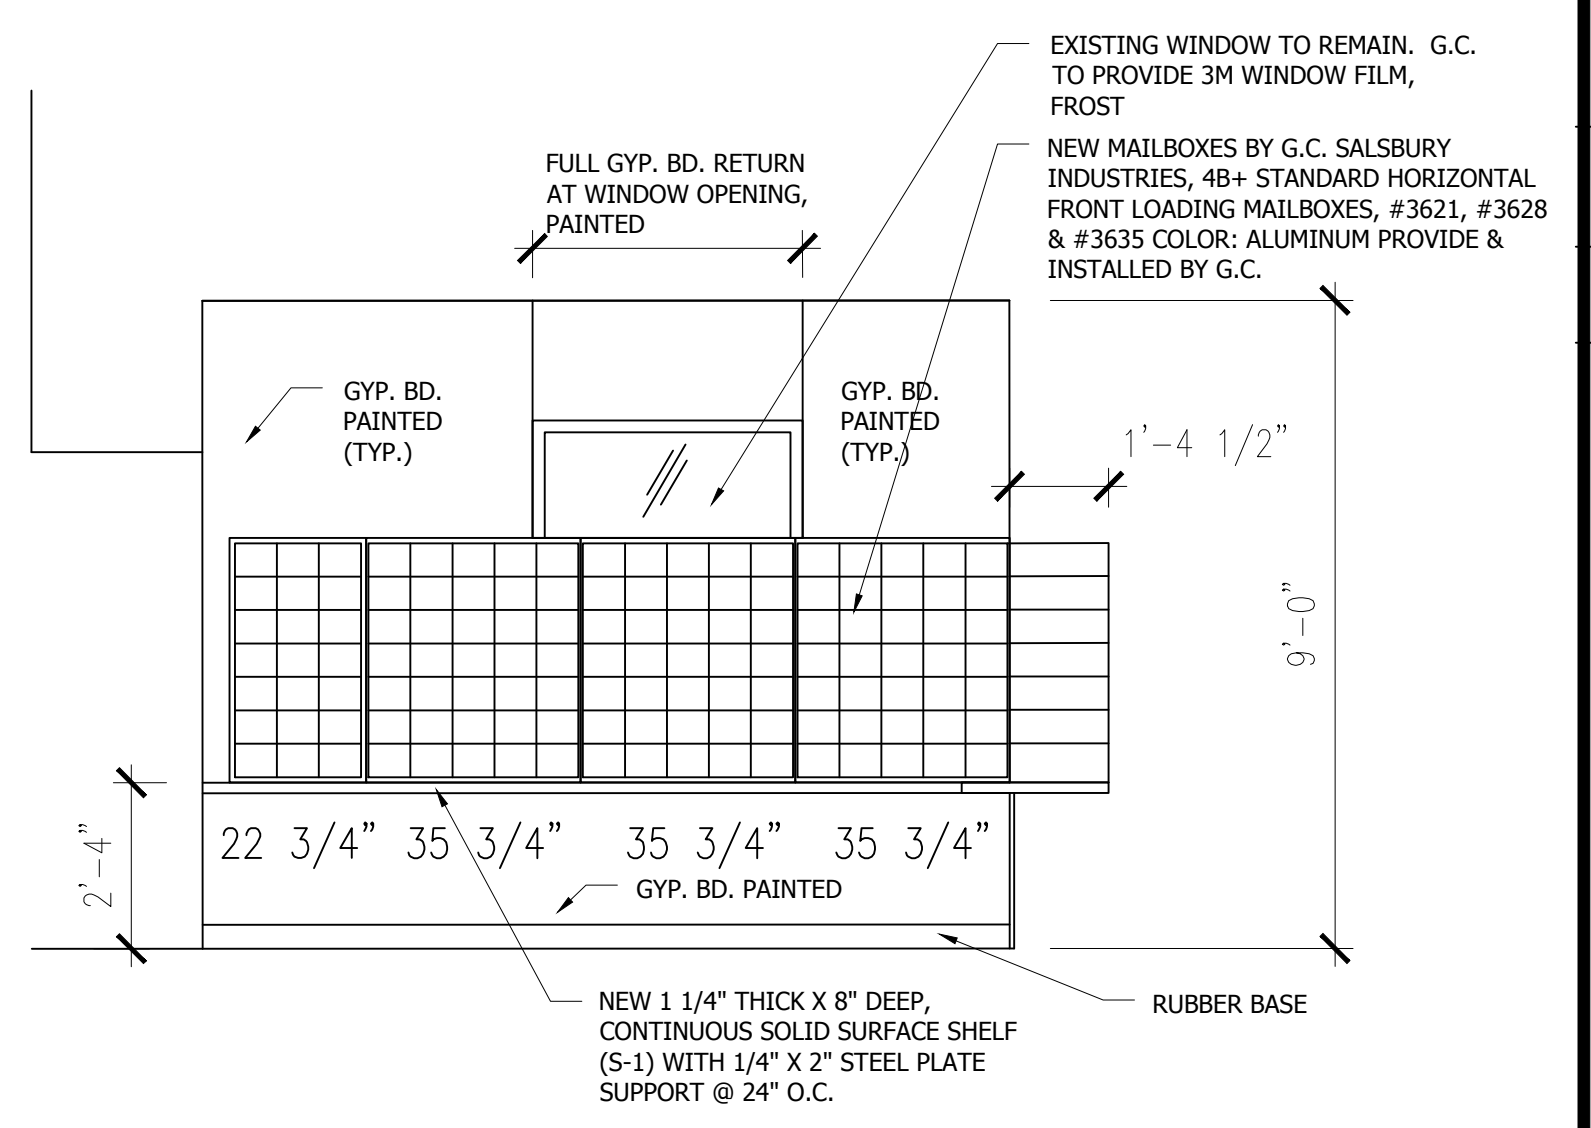 EXISTING WINDOW TO REMAIN.  G.C.
TO PROVIDE 3M WINDOW FILM,
FROST
NEW MAILBOXES BY G.C. SALSBURY
INDUSTRIES, 4B+ STANDARD HORIZONTAL
FRONT LOADING MAILBOXES, #3621, #3628
& #3635 COLOR: ALUMINUM PROVIDE &
INSTALLED BY G.C.
FULL GYP. BD. RETURN
AT WINDOW OPENING,
PAINTED
GYP. BD.
PAINTED
(TYP.)
GYP. BD.
PAINTED
(TYP.)
1'-4 1/2"
9'-0"
2'-4"
22 3/4"
35 3/4"
35 3/4"
35 3/4"
GYP. BD. PAINTED
NEW 1 1/4" THICK X 8" DEEP,
CONTINUOUS SOLID SURFACE SHELF
(S-1) WITH 1/4" X 2" STEEL PLATE
SUPPORT @ 24" O.C.
RUBBER BASE